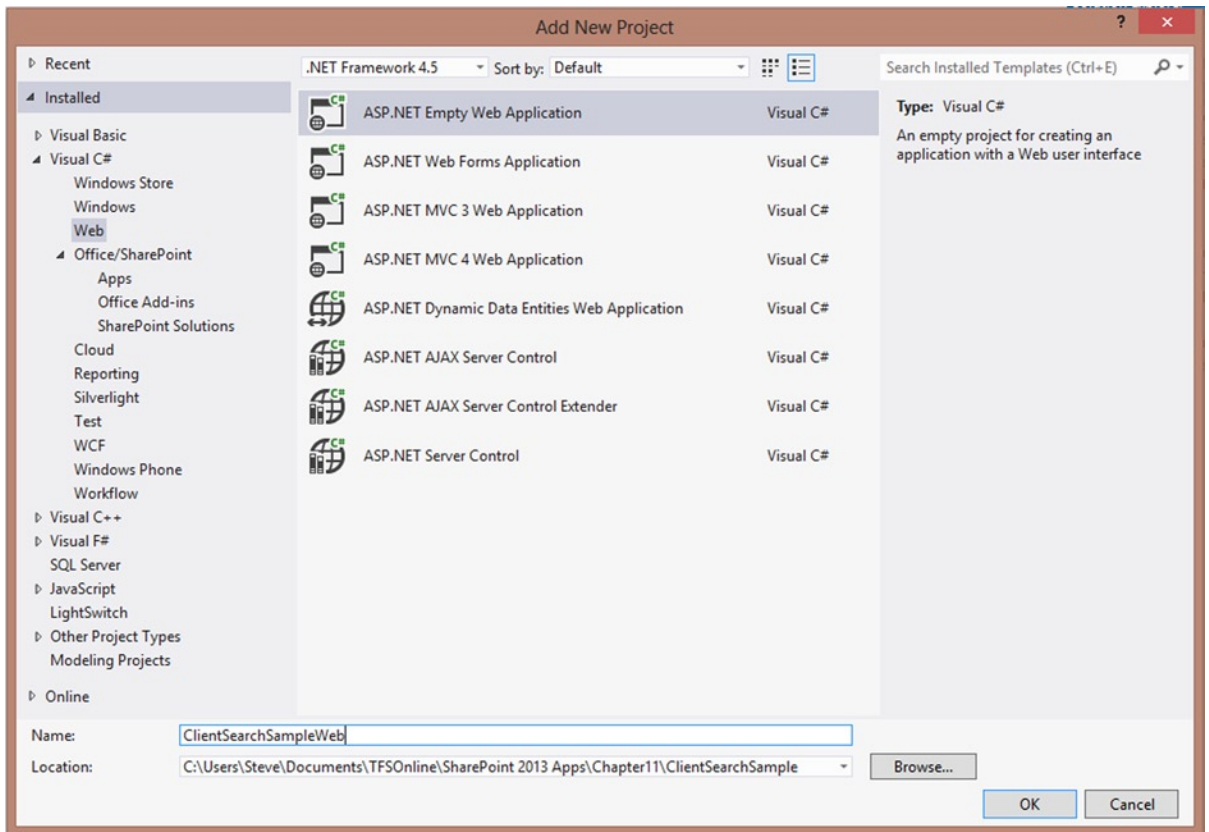 Add New Project
?
Recent
.NET Framework 4.5
Sort by: Default
Search Installed Templates (Ctrl+E)
Installed
Visual Basic
Visual C#
Windows Store
Windows
Web
Office/SharePoint
Apps
Office Add-ins
SharePoint Solutions
Cloud
Reporting
Silverlight
Test
WCF
Windows Phone
Workflow
Visual C++
Visual F#
SQL Server
JavaScript
LightSwitch
Other Project Types
Modeling Projects
Online
C# ASP.NET Empty Web Application Visual C#
C# ASP.NET Web Forms Application Visual C#
C# ASP.NET MVC 3 Web Application Visual C#
C# ASP.NET MVC 4 Web Application Visual C#
C# ASP.NET Dynamic Data Entities Web Application Visual C#
C# ASP.NET AJAX Server Control Visual C#
C# ASP.NET AJAX Server Control Extender Visual C#
C# ASP.NET Server Control Visual C#
Type: Visual C#
An empty project for creating an
application with a Web user interface
Name: ClientSearchSampleWeb
Location: C:\Users\Steve\Documents\TFSOnline\SharePoint 2013 Apps\Chapter11\ClientSearchSample
Browse...
OK Cancel